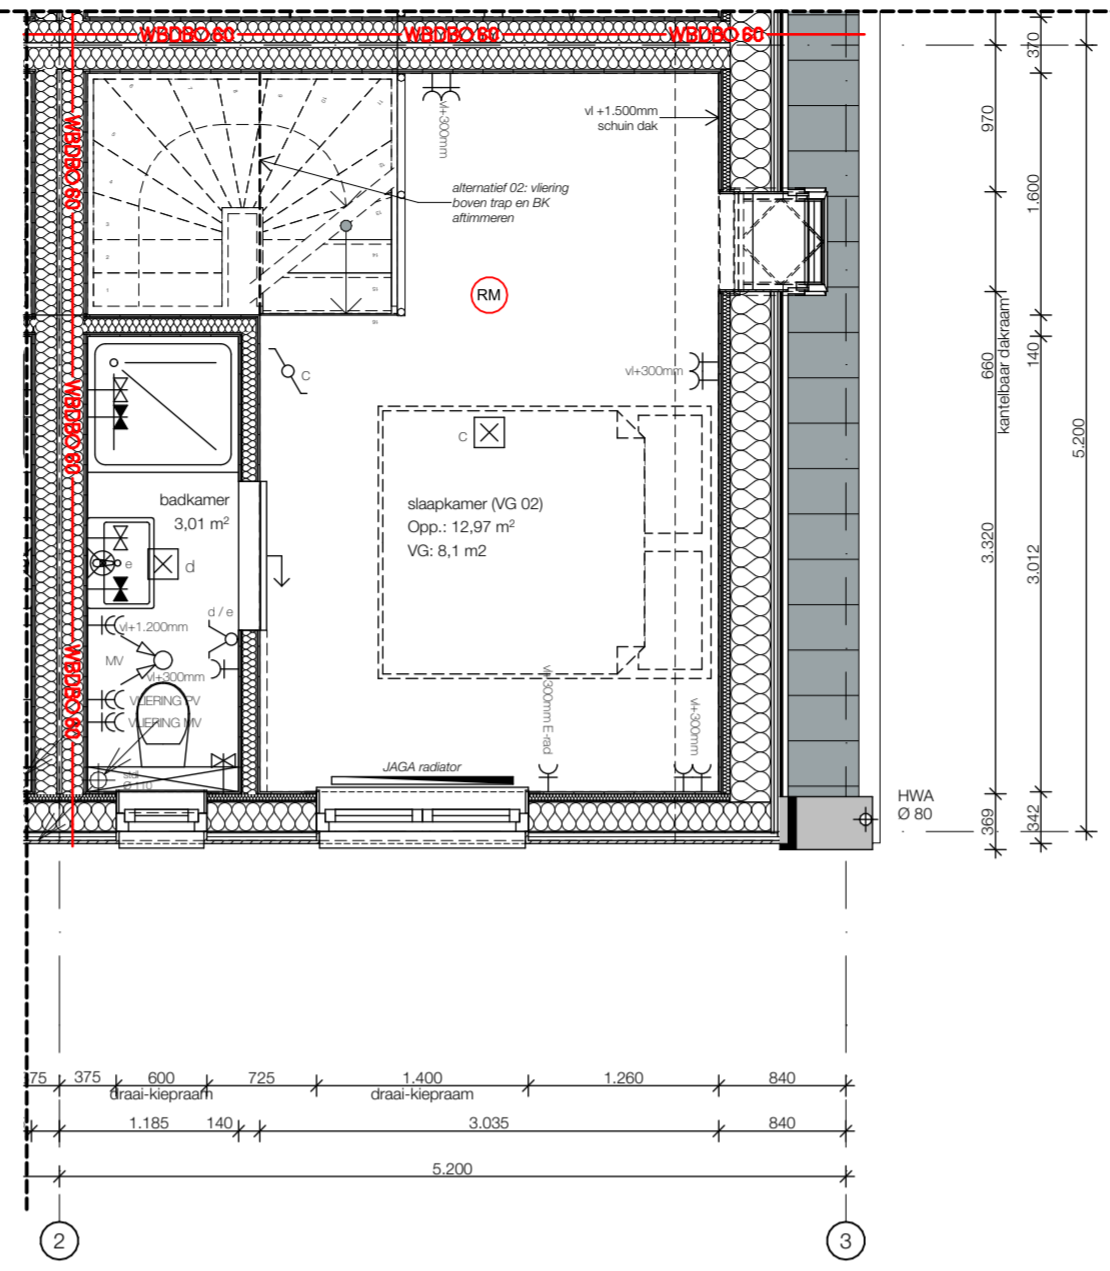 WBDBO 60
WBDBO 60
WBDBO 60
WBDBO 60
WBDBO 60
WBDBO 60
vl+300mm
vl +1.500mm
schuin dak
alternatief 02: vliering
boven trap en BK
aftimmeren
RM
C
vl+300mm
C
badkamer
3,01 m²
slaapkamer (VG 02)
Opp.: 12,97 m²
VG: 8,1 m2
e
d
d / e
vl+1.200mm
MV
vl+300mm
VLIERING PV
VLIERING MV
std
Ø 110
vl+300mm E-rad
vl+300mm
JAGA radiator
HWA
Ø 80
970
660
kantelbaar dakraam
3.320
369
370
1.600
140
3.012
342
5.200
75
375
600
725
1.400
1.260
840
draai-kiepraam
draai-kiepraam
1.185
140
3.035
840
5.200
2
3